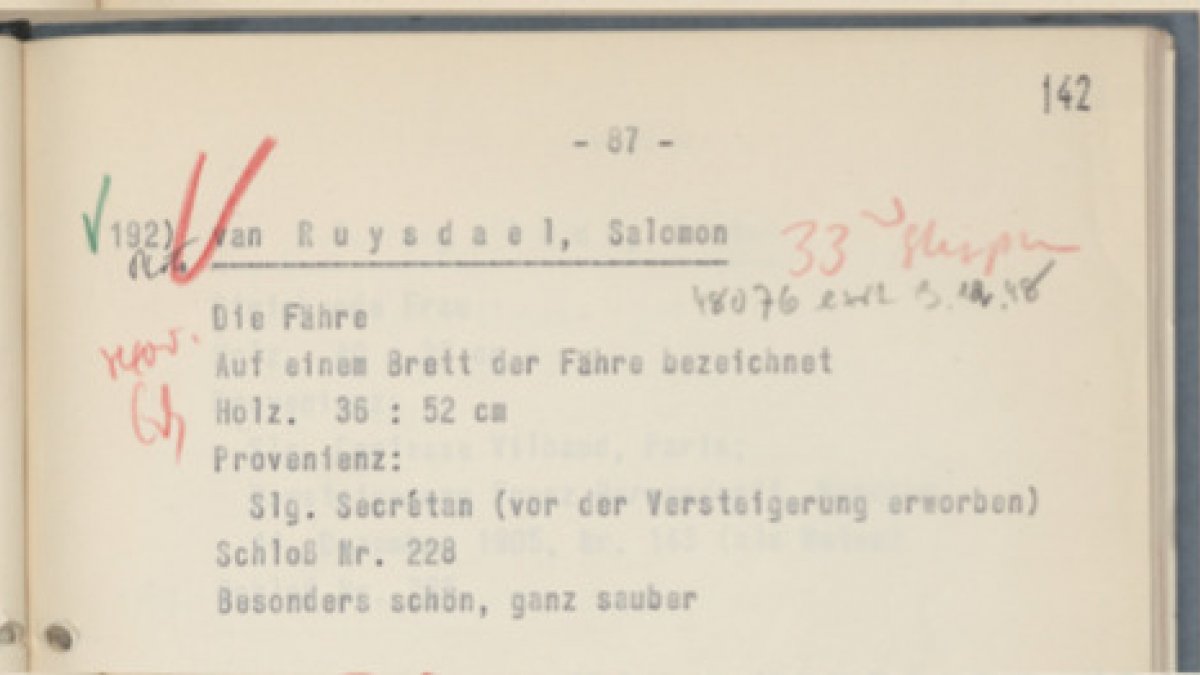 142
- 87 -
192) van R u y s d a e l, Salomon
33
48076
Die Fähre
Auf einem Brett der Fähre bezeichnet
Holz. 36 : 52 cm
Provenienz:
Slg. Secrétan (vor der Versteigerung erworben)
Schloß Nr. 228
Besonders schön, ganz sauber